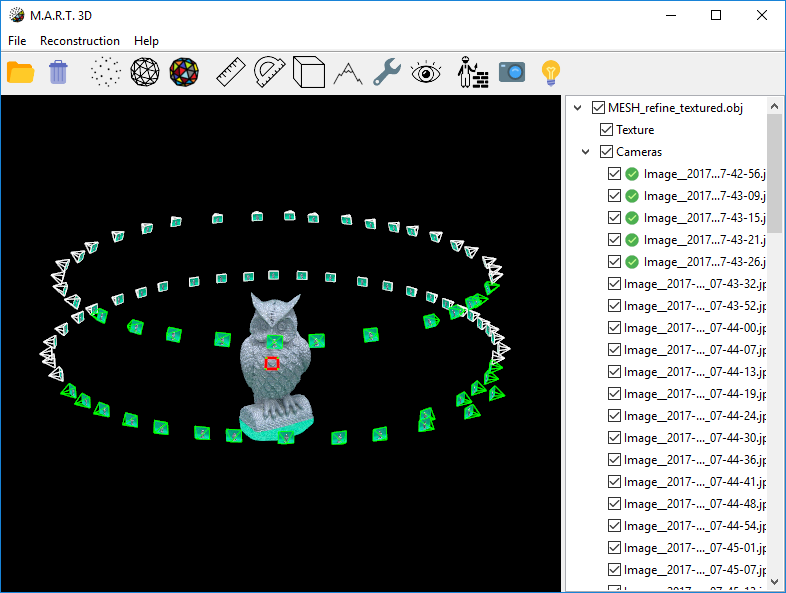 M.A.R.T. 3D
File Reconstruction Help
MESH_refine_textured.obj
Texture
Cameras
Image__2017...7-42-56.j
Image__2017...7-43-09.j
Image__2017...7-43-15.j
Image__2017...7-43-21.j
Image__2017...7-43-26.j
Image__2017-..._07-43-32.jp
Image__2017-..._07-43-52.jp
Image__2017-..._07-44-00.jp
Image__2017-..._07-44-07.jp
Image__2017-..._07-44-13.jp
Image__2017-..._07-44-19.jp
Image__2017-..._07-44-24.jp
Image__2017-..._07-44-30.jp
Image__2017-..._07-44-36.jp
Image__2017-..._07-44-41.jp
Image__2017-..._07-44-48.jp
Image__2017-..._07-44-54.jp
Image__2017-..._07-45-01.jp
Image__2017-..._07-45-07.jp